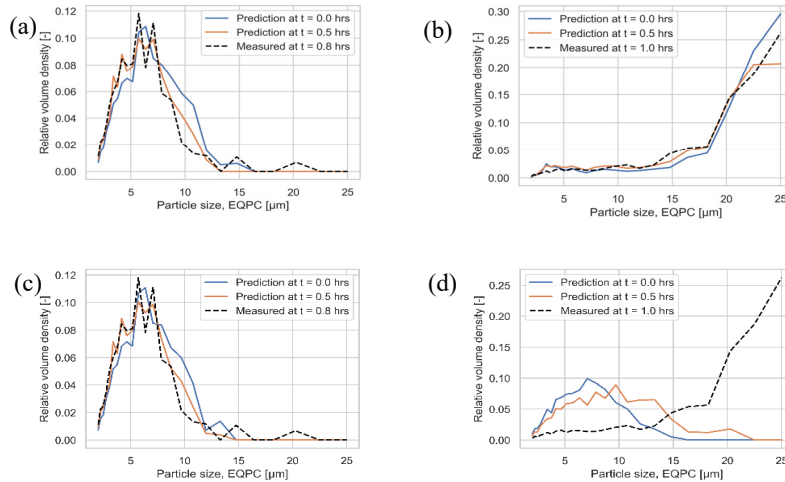 (a)
0.12
0.10
0.08
0.06
0.04
0.02
0.00
Relative volume density [-]
Prediction at t = 0.0 hrs
Prediction at t = 0.5 hrs
Measured at t = 0.8 hrs
5 10 15 20 25
Particle size, EQPC [µm]
(b)
0.30
0.25
0.20
0.15
0.10
0.05
0.00
Relative volume density [-]
Prediction at t = 0.0 hrs
Prediction at t = 0.5 hrs
Measured at t = 1.0 hrs
5 10 15 20 25
Particle size, EQPC [µm]
(c)
0.12
0.10
0.08
0.06
0.04
0.02
0.00
Relative volume density [-]
Prediction at t = 0.0 hrs
Prediction at t = 0.5 hrs
Measured at t = 0.8 hrs
5 10 15 20 25
Particle size, EQPC [µm]
(d)
0.25
0.20
0.15
0.10
0.05
0.00
Relative volume density [-]
Prediction at t = 0.0 hrs
Prediction at t = 0.5 hrs
Measured at t = 1.0 hrs
5 10 15 20 25
Particle size, EQPC [µm]